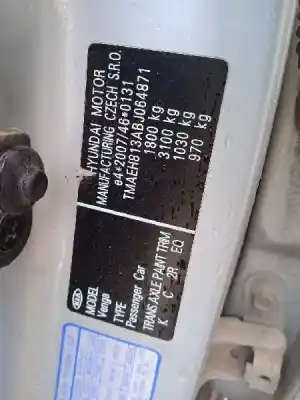 HYUNDAI MOTOR
MANUFACTURING CZECH S.R.O.
e4*2007/46*0131
TMAEH813ABJ064871
1800 kg
3100 kg
1030 kg
970 kg
KIA
MODEL
Venga
TYPE
Passenger Car
TRANS AXLE PAINT TRIM
K C 2R EQ